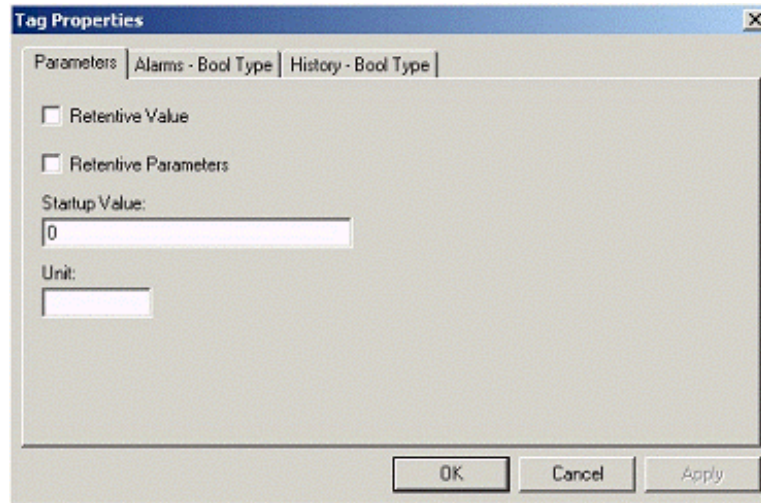 Tag Properties
Parameters Alarms - Bool Type History - Bool Type
Retentive Value
Retentive Parameters
Startup Value:
0
Unit:
OK Cancel Apply